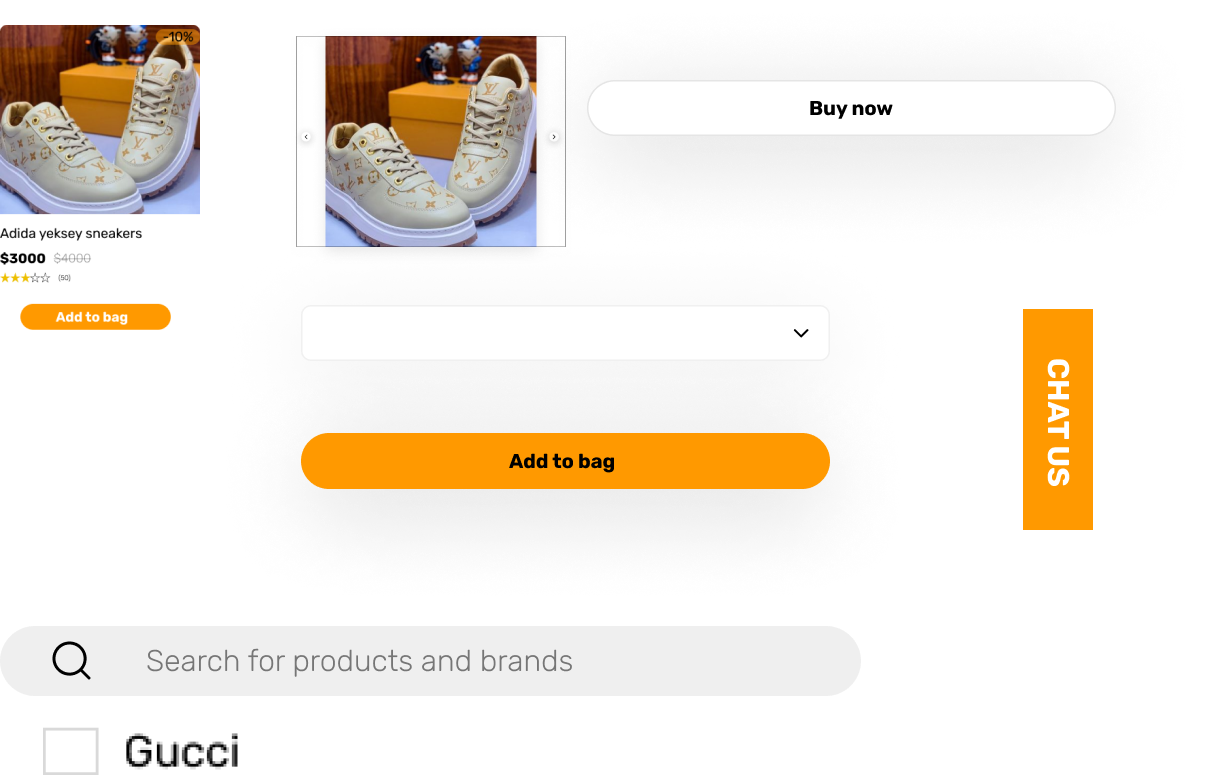 -10%
Buy now
Adida yeksey sneakers
$3000 $4000
(50)
Add to bag
CHAT US
Add to bag
Search for products and brands
Gucci